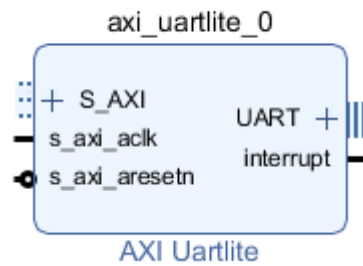 axi_uartlite_0
S_AXI
s_axi_aclk
s_axi_aresetn
UART
interrupt
AXI Uartlite